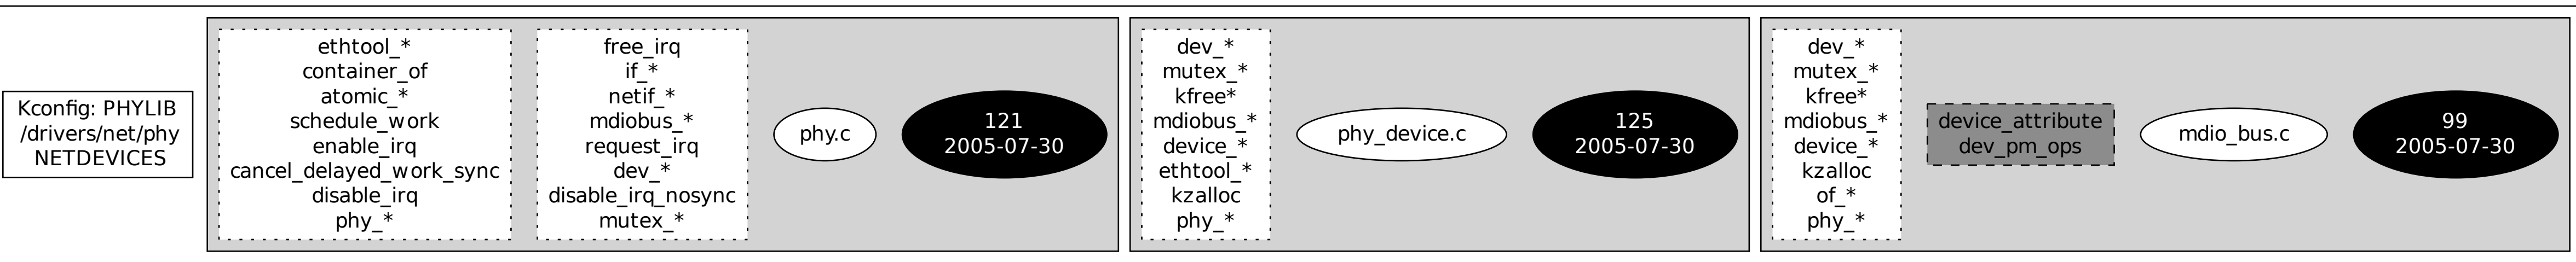 Kconfig: PHYLIB
/drivers/net/phy
NETDEVICES
ethtool_*
container_of
atomic_*
schedule_work
enable_irq
cancel_delayed_work_sync
disable_irq
phy_*
free_irq
if_*
netif_*
mdiobus_*
request_irq
dev_*
disable_irq_nosync
mutex_*
phy.c
121
2005-07-30
dev_*
mutex_*
kfree*
mdiobus_*
device_*
ethtool_*
kzalloc
phy_*
phy_device.c
125
2005-07-30
dev_*
mutex_*
kfree*
mdiobus_*
device_*
kzalloc
of_*
phy_*
device_attribute
dev_pm_ops
mdio_bus.c
99
2005-07-30